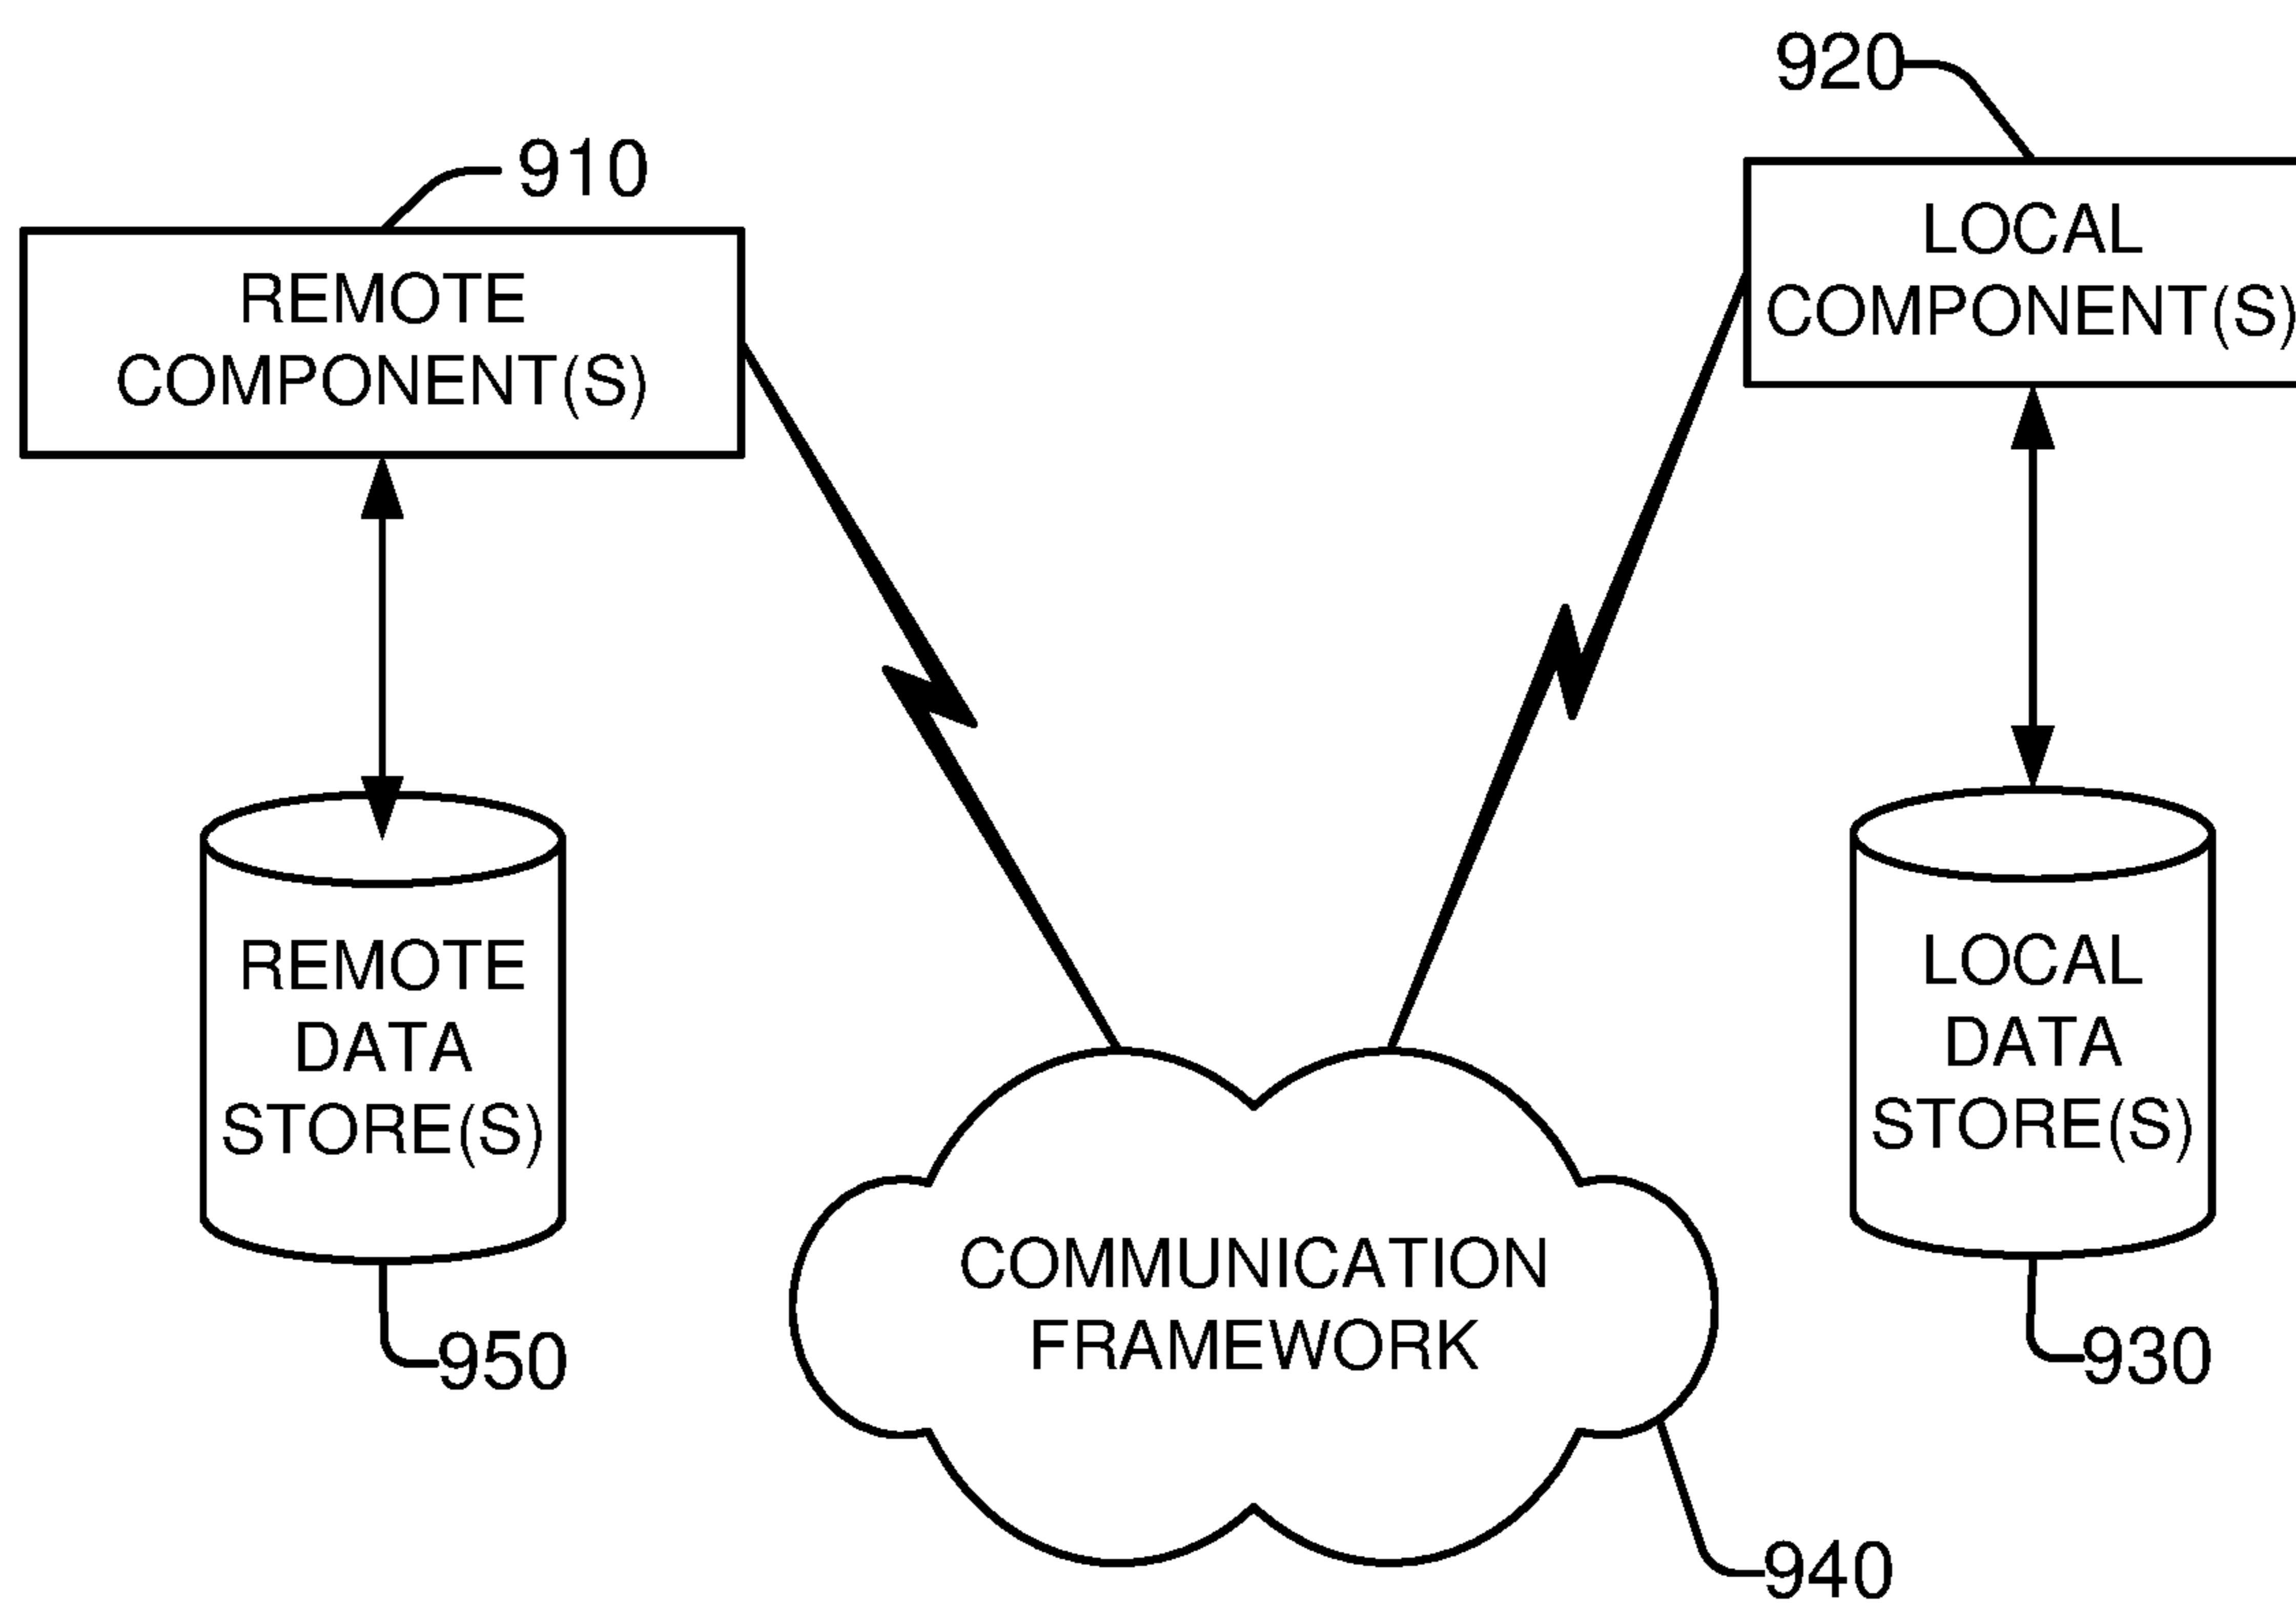 920
910
LOCAL
COMPONENT(S)
REMOTE
COMPONENT(S)
REMOTE
DATA
STORE(S)
LOCAL
DATA
STORE(S)
COMMUNICATION
FRAMEWORK
950
930
940